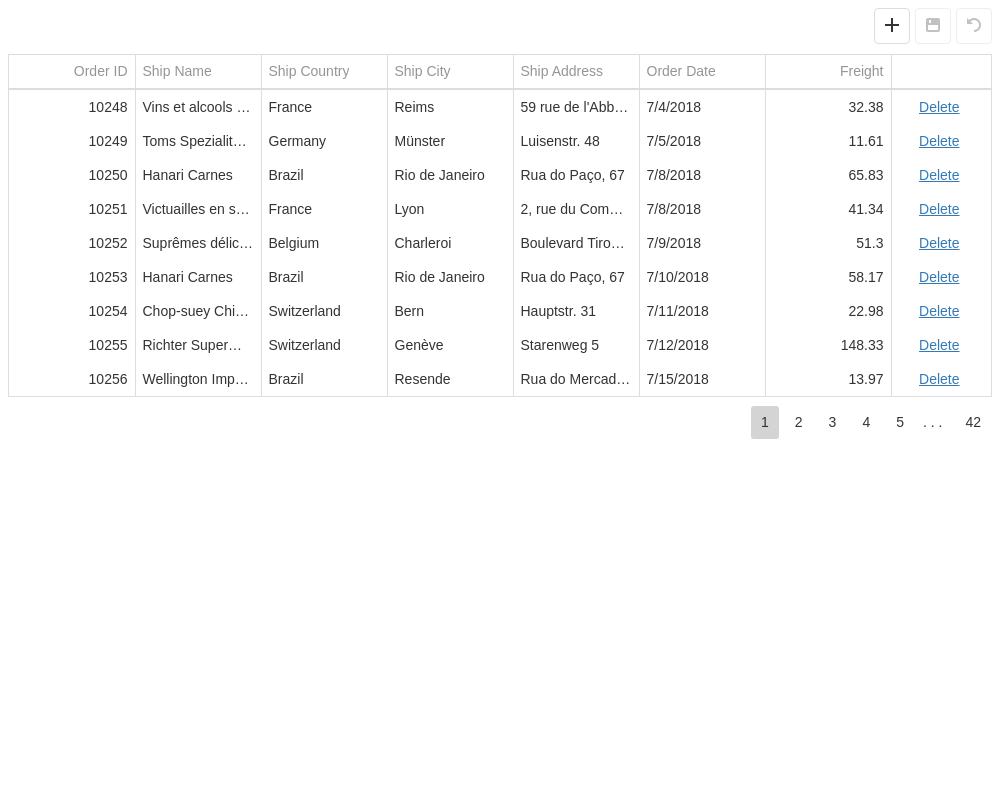 Order ID Ship Name Ship Country Ship City Ship Address Order Date Freight
10248 Vins et alcools … France Reims 59 rue de l'Abb… 7/4/2018 32.38 Delete
10249 Toms Spezialit… Germany Münster Luisenstr. 48 7/5/2018 11.61 Delete
10250 Hanari Carnes Brazil Rio de Janeiro Rua do Paço, 67 7/8/2018 65.83 Delete
10251 Victuailles en s… France Lyon 2, rue du Com… 7/8/2018 41.34 Delete
10252 Suprêmes délic… Belgium Charleroi Boulevard Tiro… 7/9/2018 51.3 Delete
10253 Hanari Carnes Brazil Rio de Janeiro Rua do Paço, 67 7/10/2018 58.17 Delete
10254 Chop-suey Chi… Switzerland Bern Hauptstr. 31 7/11/2018 22.98 Delete
10255 Richter Super… Switzerland Genève Starenweg 5 7/12/2018 148.33 Delete
10256 Wellington Imp… Brazil Resende Rua do Mercad… 7/15/2018 13.97 Delete
1 2 3 4 5 . . . 42